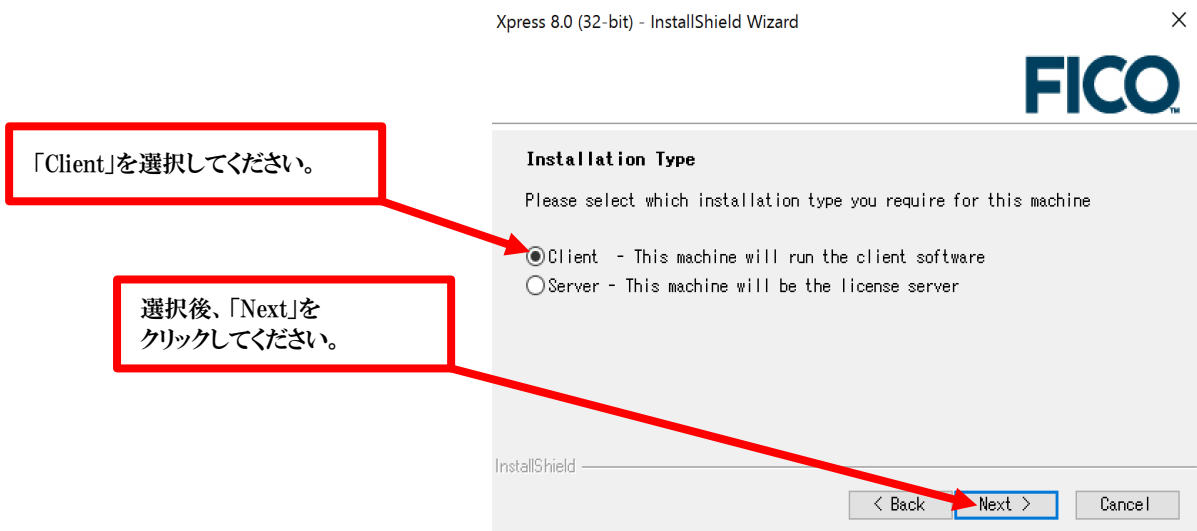 Xpress 8.0 (32-bit) - InstallShield Wizard
FICO™
「Client」を選択してください。
Installation Type
Please select which installation type you require for this machine
Client - This machine will run the client software
Server - This machine will be the license server
選択後、「Next」を
クリックしてください。
InstallShield
< Back Next > Cancel